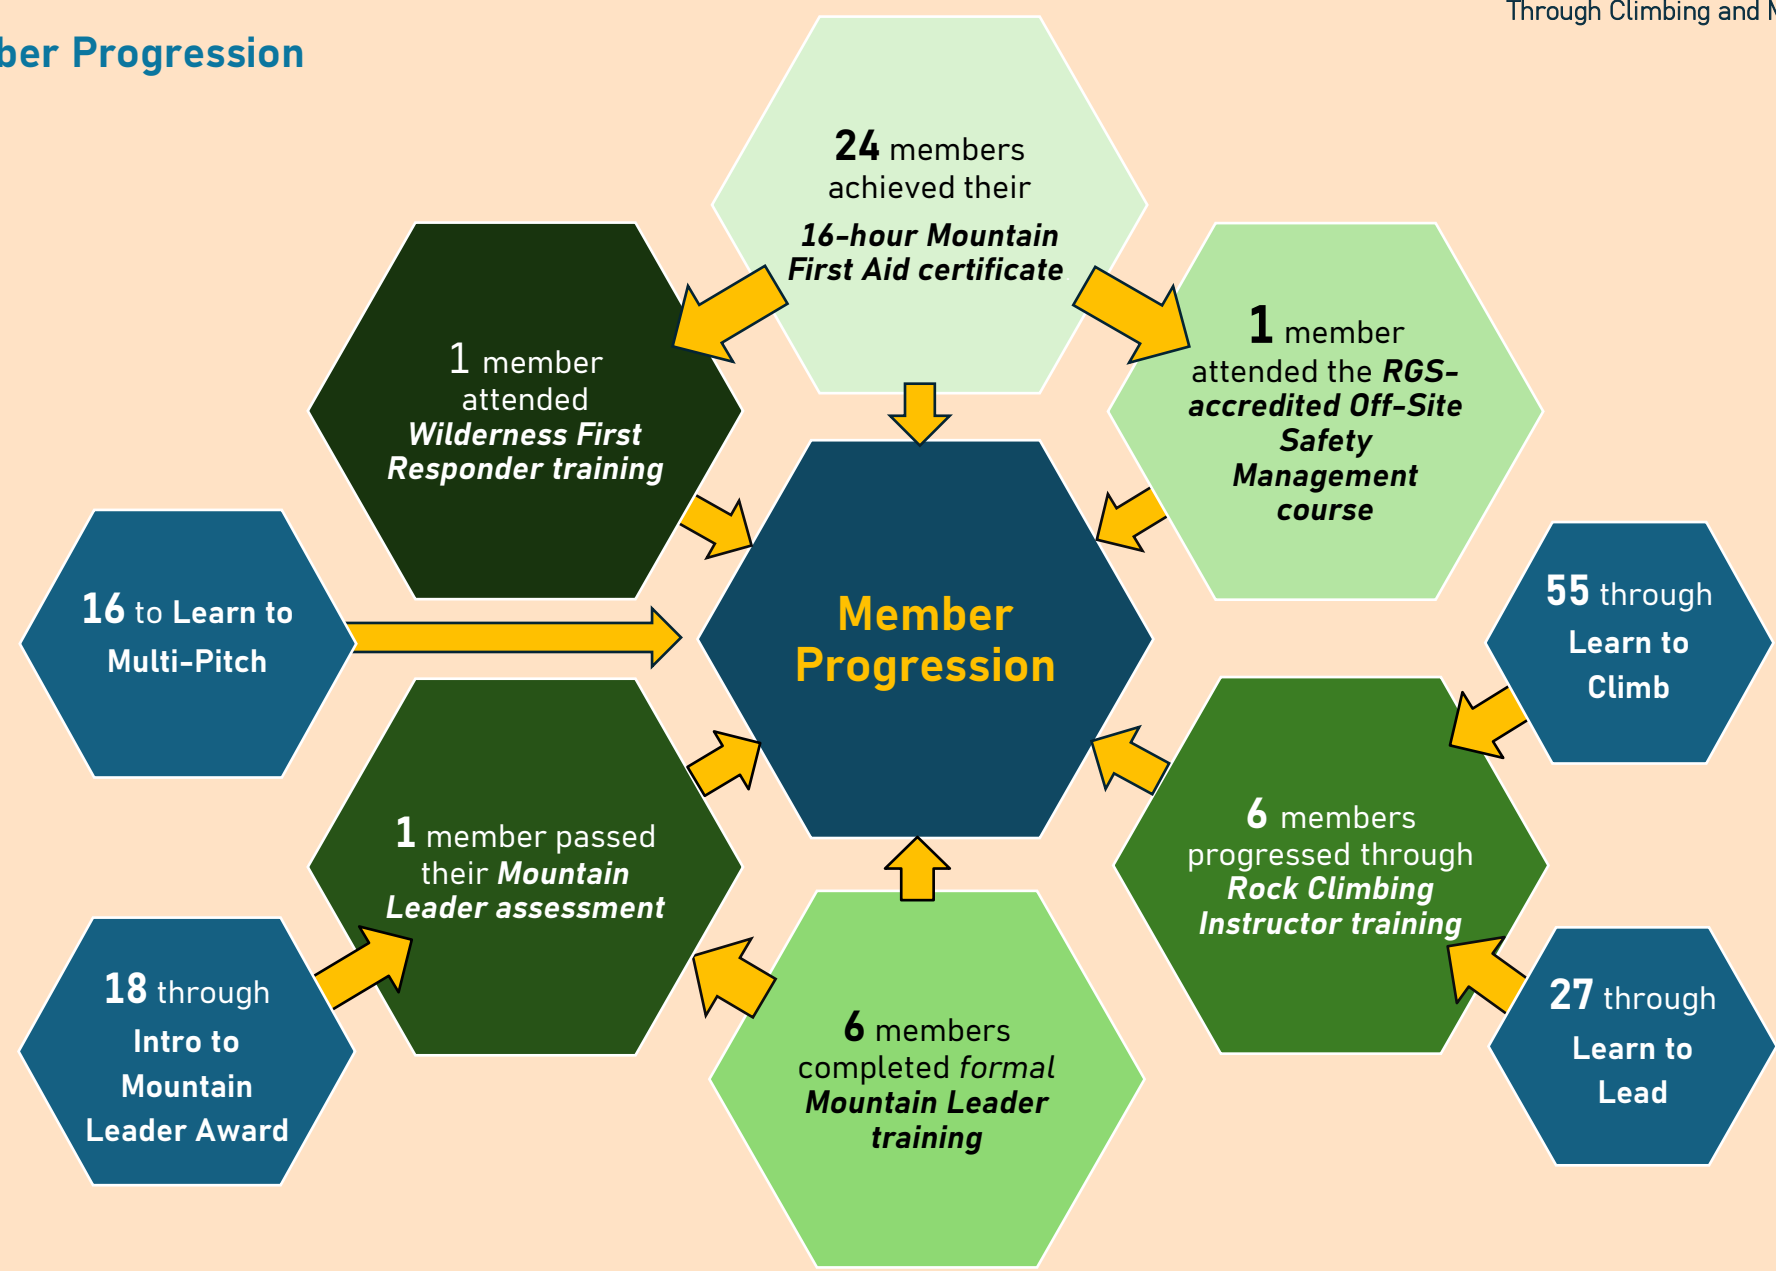 Through Climbing and
Progression
24 members
achieved their
16-hour Mountain
First Aid certificate
1 member
attended
Wilderness First
Responder training
1 member
attended the RGS-
accredited Off-Site
Safety
Management
course
16 to Learn to
Multi-Pitch
Member
Progression
55 through
Learn to
Climb
1 member passed
their Mountain
Leader assessment
6 members
progressed through
Rock Climbing
Instructor training
18 through
Intro to
Mountain
Leader Award
6 members
completed formal
Mountain Leader
training
27 through
Learn to
Lead